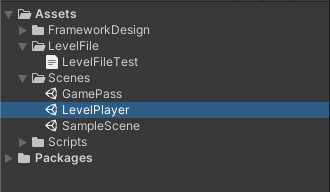 Assets
FrameworkDesign
LevelFile
LevelFileTest
Scenes
GamePass
LevelPlayer
SampleScene
Scripts
Packages